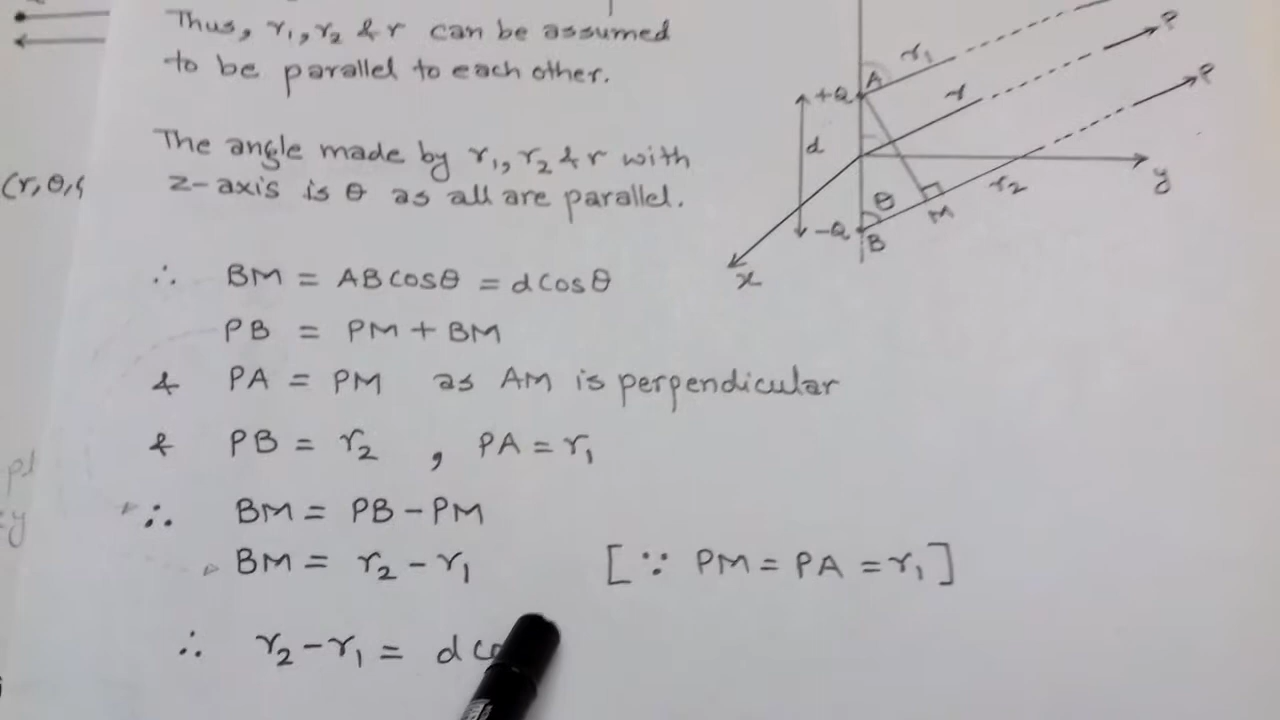 Thus, r₁, r₂ & r can be assumed
to be parallel to each other.
The angle made by r₁, r₂ & r with
z-axis is θ as all are parallel.
∴ BM = AB cosθ = d cosθ
PB = PM + BM
& PA = PM as AM is perpendicular
& PB = r₂ , PA = r₁
∴ BM = PB - PM
BM = r₂ - r₁ [∵ PM = PA = r₁]
∴ r₂ - r₁ = d
(r, θ,
pl
y
r₁
P
+Q A
r
P
d
y
θ
r₂
M
-Q B
x